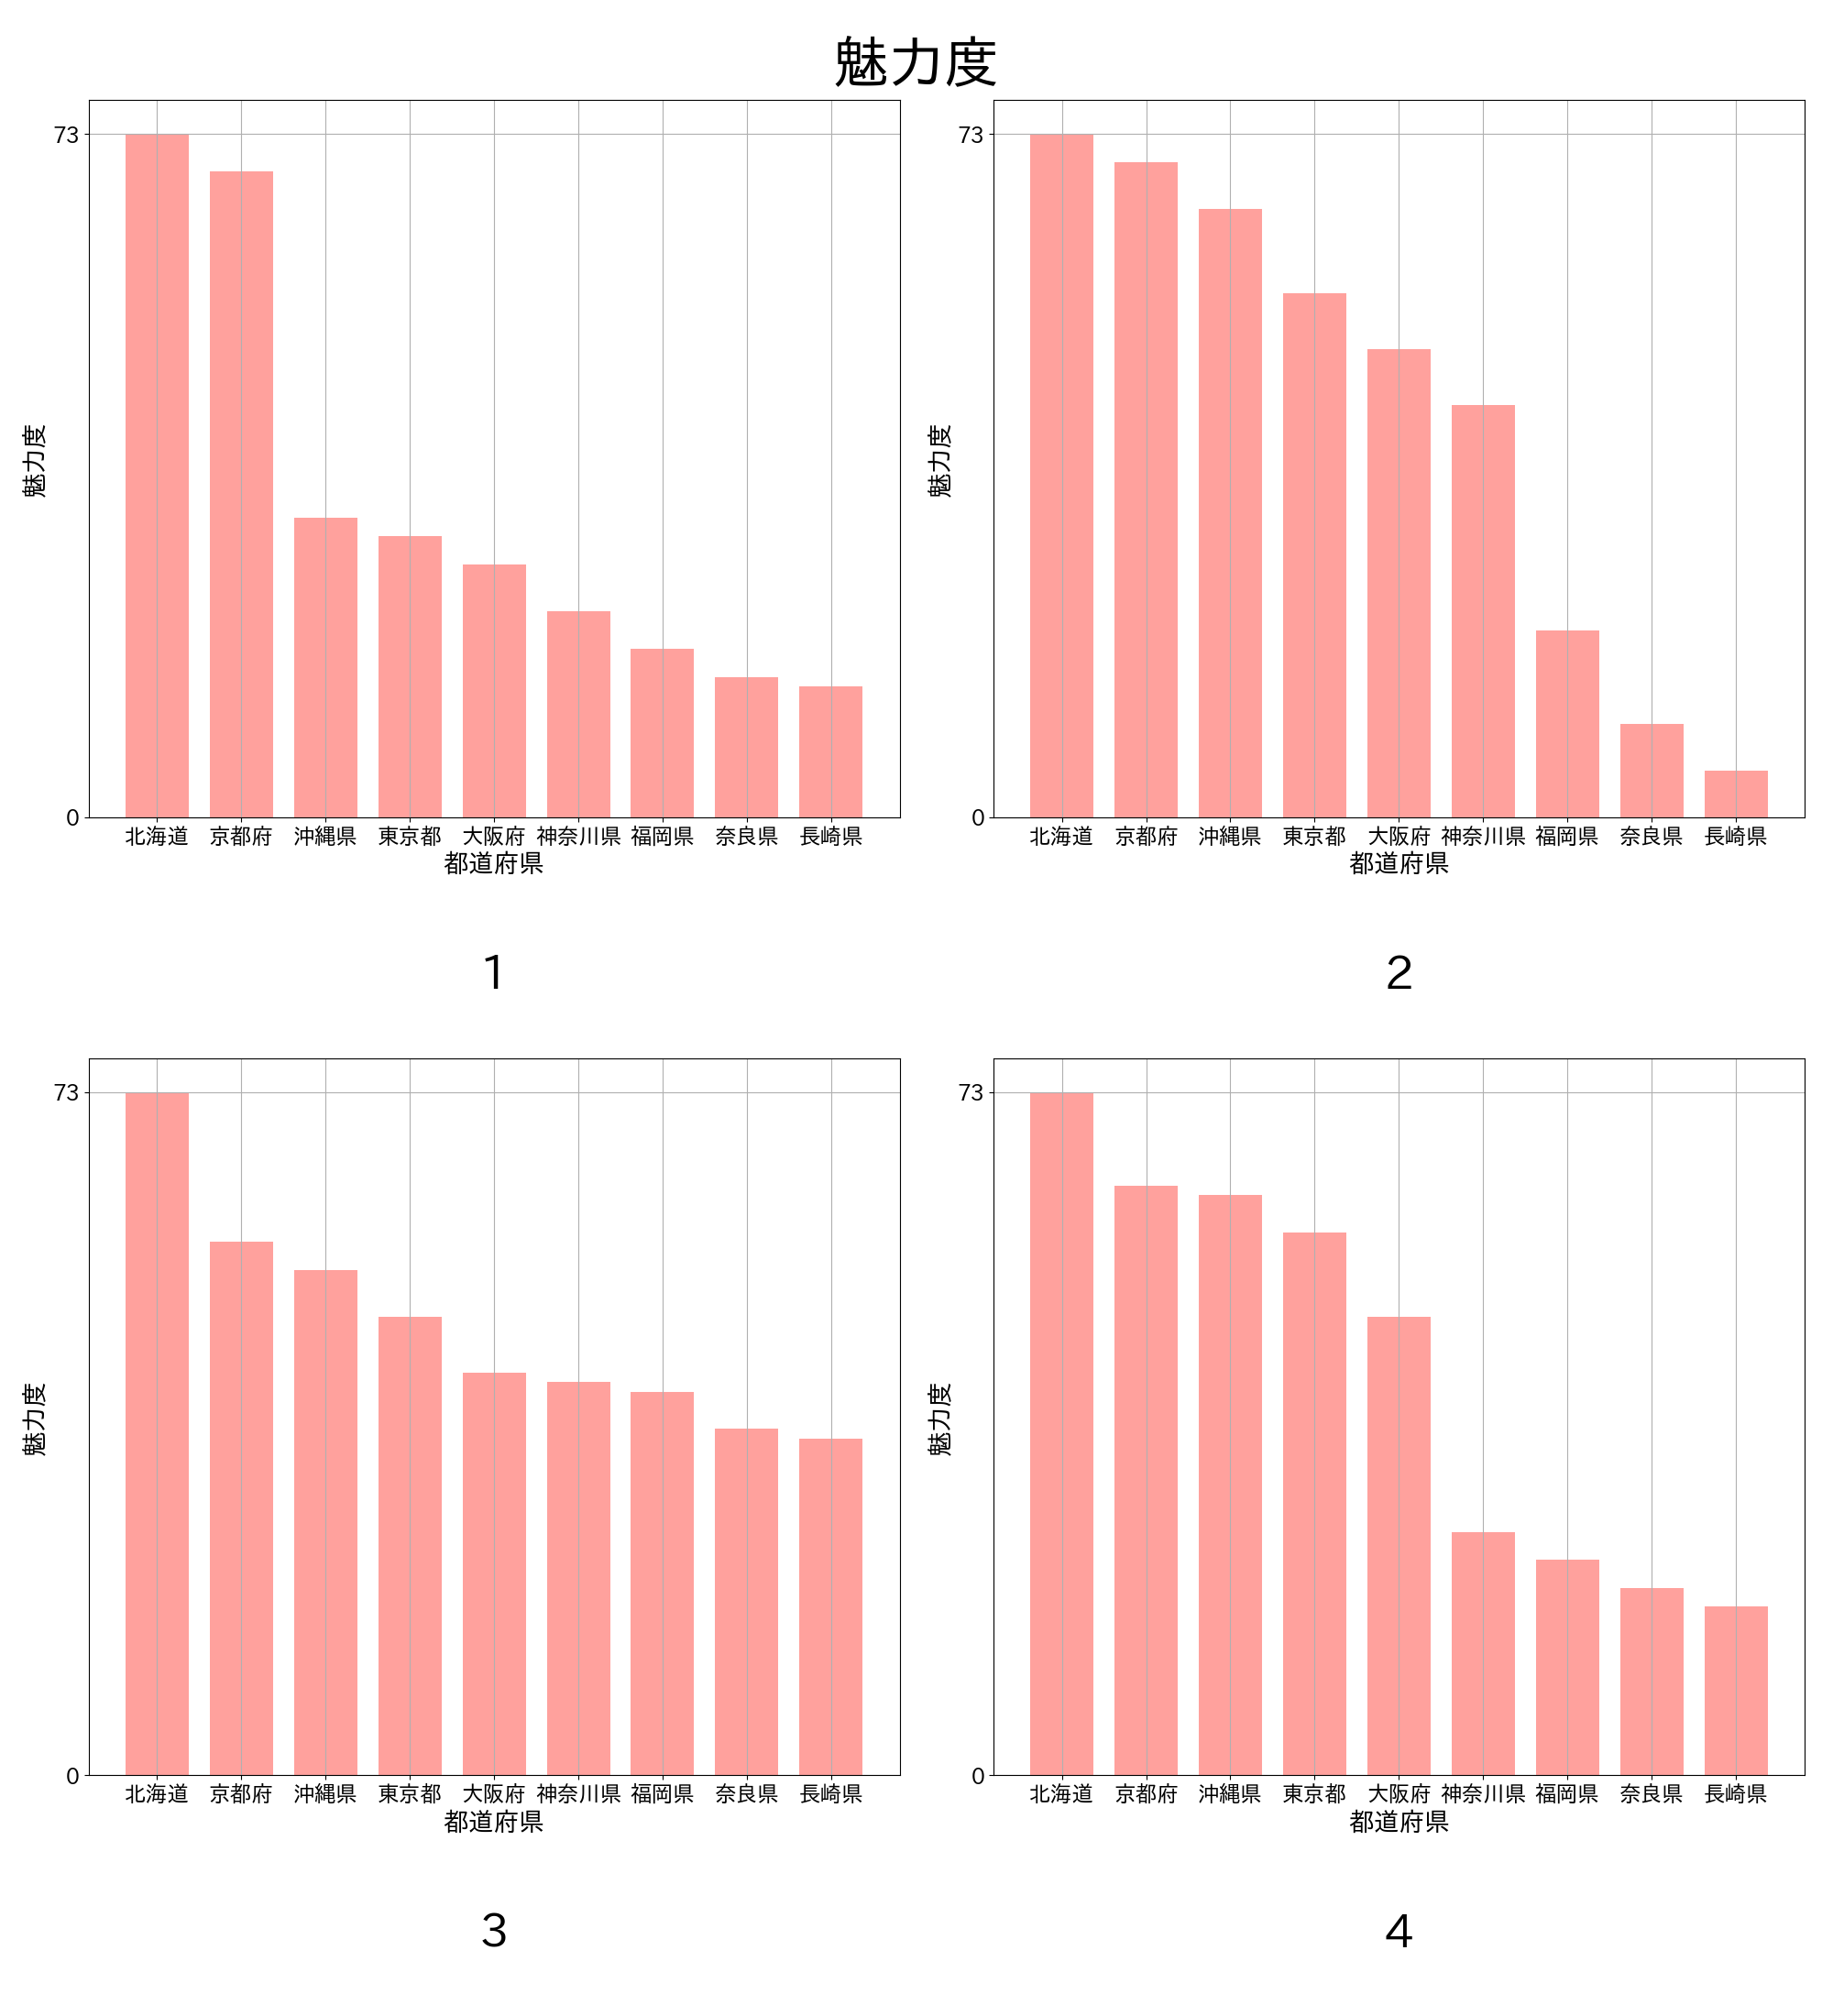 魅力度
73
魅力度
0
北海道 京都府 沖縄県 東京都 大阪府 神奈川県 福岡県 奈良県 長崎県
都道府県
1
73
魅力度
0
北海道 京都府 沖縄県 東京都 大阪府 神奈川県 福岡県 奈良県 長崎県
都道府県
2
73
魅力度
0
北海道 京都府 沖縄県 東京都 大阪府 神奈川県 福岡県 奈良県 長崎県
都道府県
3
73
魅力度
0
北海道 京都府 沖縄県 東京都 大阪府 神奈川県 福岡県 奈良県 長崎県
都道府県
4